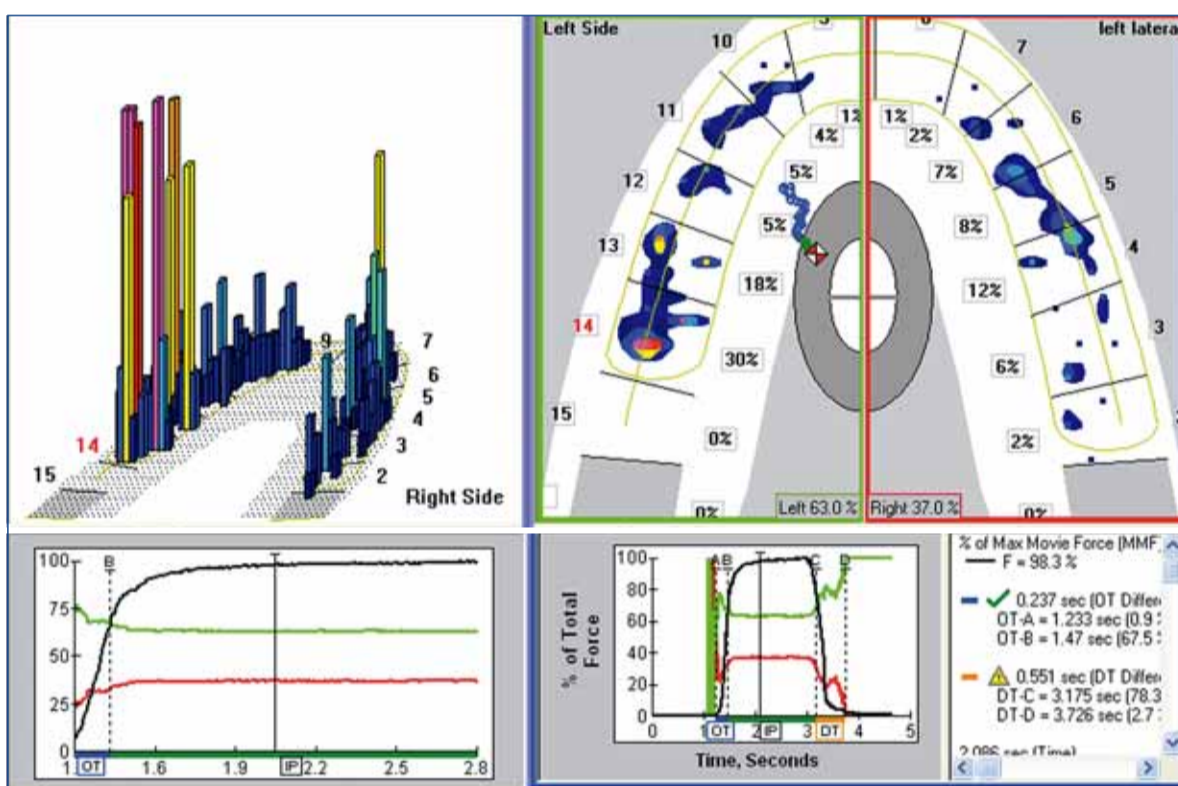 9
7
6
5
4
3
2
14
15
Right Side
Left Side
left latera
10
11
12
13
14
15
7
6
5
4
3
1%
4%
5%
5%
18%
30%
0%
0%
1%
2%
7%
8%
12%
6%
2%
0%
Left 63.0 %
Right 37.0 %
100
75
50
25
0
B
T
OT
IP
1.6
1.9
2.2
2.5
2.8
% of Total
Force
100
80
60
40
20
0
A B
T
C
D
OT
IP
DT
0
1
2
3
4
5
Time, Seconds
% of Max Movie Force (MMF
F = 98.3 %
0.237 sec (OT Differ
OT-A = 1.233 sec (0.9
OT-B = 1.47 sec (67.5
0.551 sec (DT Differ
DT-C = 3.175 sec (78.3
DT-D = 3.726 sec (2.7
2.086 sec (Time)